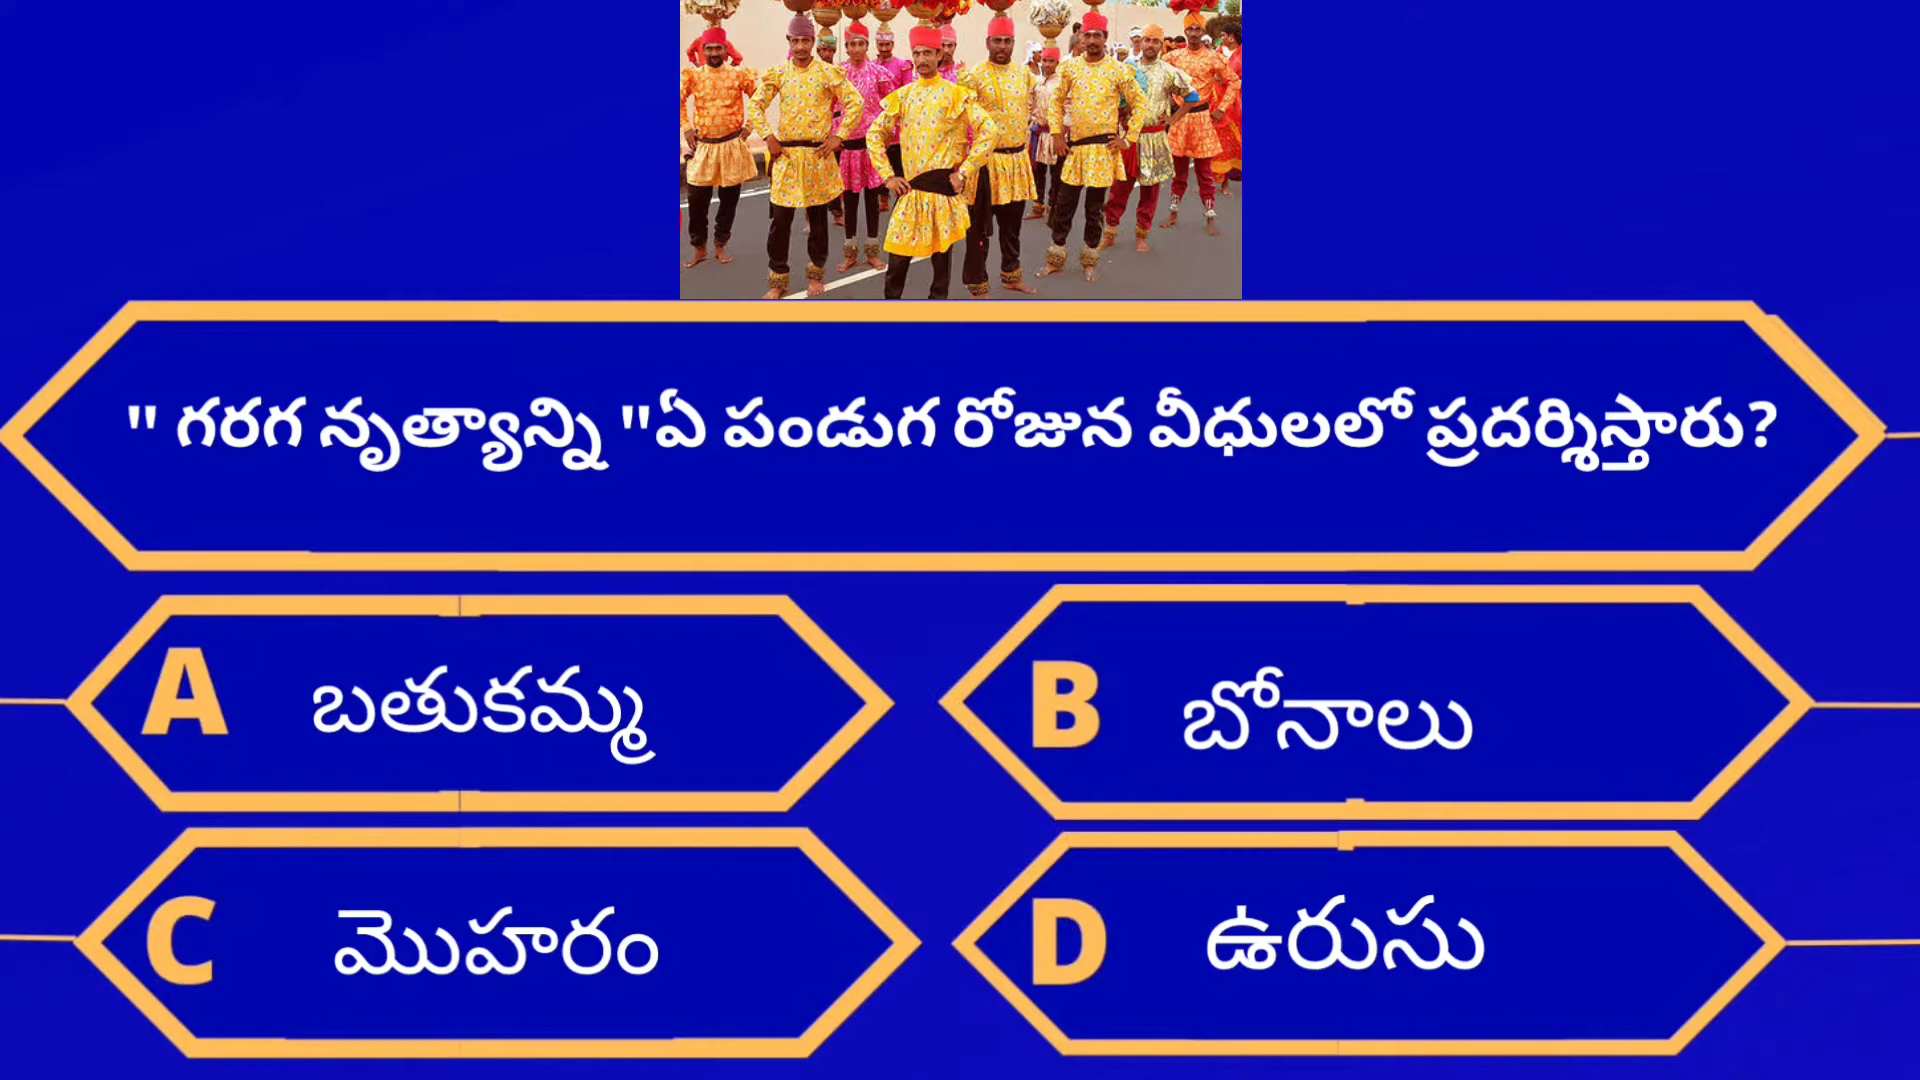 " గరగ నృత్యాన్ని "ఏ పండుగ రోజున వీధులలో ప్రదర్శిస్తారు?
A బతుకమ్మ
B బోనాలు
C మొహరం
D ఉరుసు